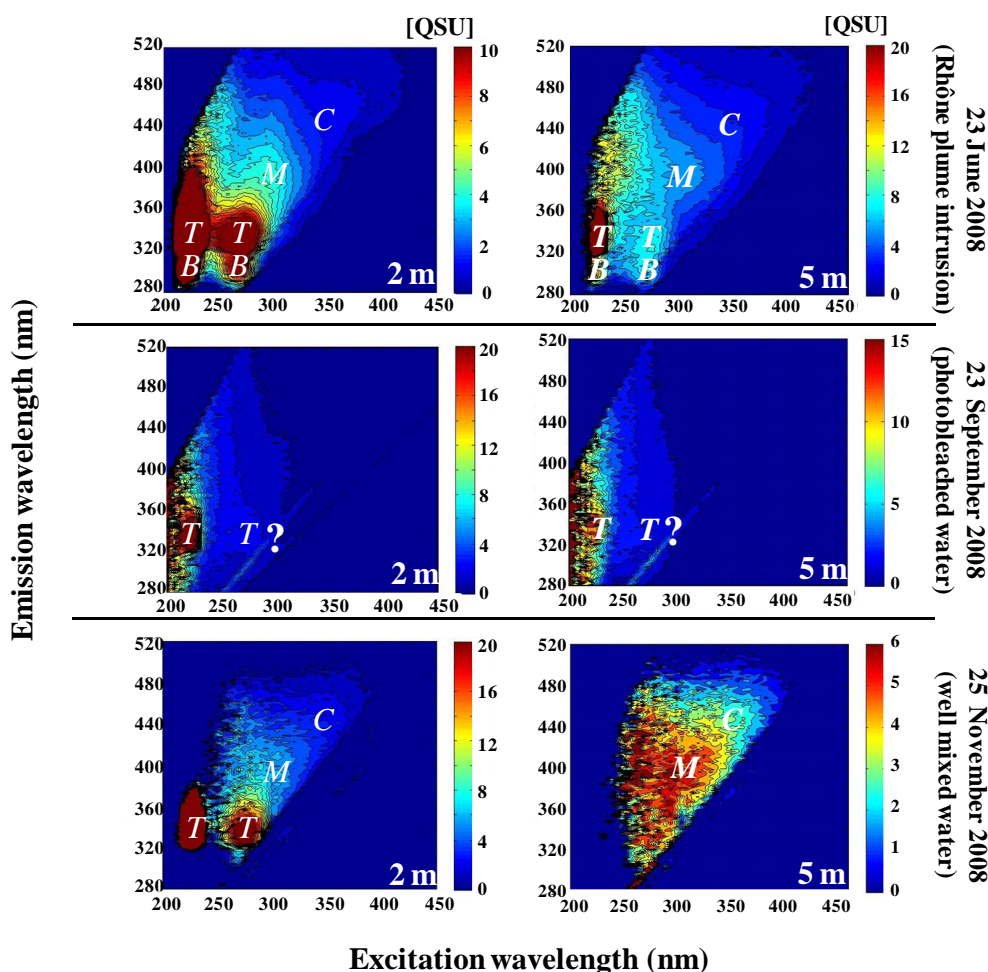 [QSU]
[QSU]
520
480
440
400
360
320
280
200 250 300 350 400 450
C
M
T T
B B
2 m
10
8
6
4
2
0
520
480
440
400
360
320
280
200 250 300 350 400 450
C
M
T T
B B
5 m
20
16
12
8
4
0
23 June 2008
(Rhône plume intrusion)
520
480
440
400
360
320
280
200 250 300 350 400 450
T T ?
2 m
20
16
12
8
4
0
520
480
440
400
360
320
280
200 250 300 350 400 450
T T ?
5 m
15
10
5
0
23 September 2008
(photobleached water)
520
480
440
400
360
320
280
200 250 300 350 400 450
C
M
T T
2 m
20
16
12
8
4
0
520
480
440
400
360
320
280
200 250 300 350 400 450
C
M
5 m
6
5
4
3
2
1
0
25 November 2008
(well mixed water)
Emission wavelength (nm)
Excitation wavelength (nm)